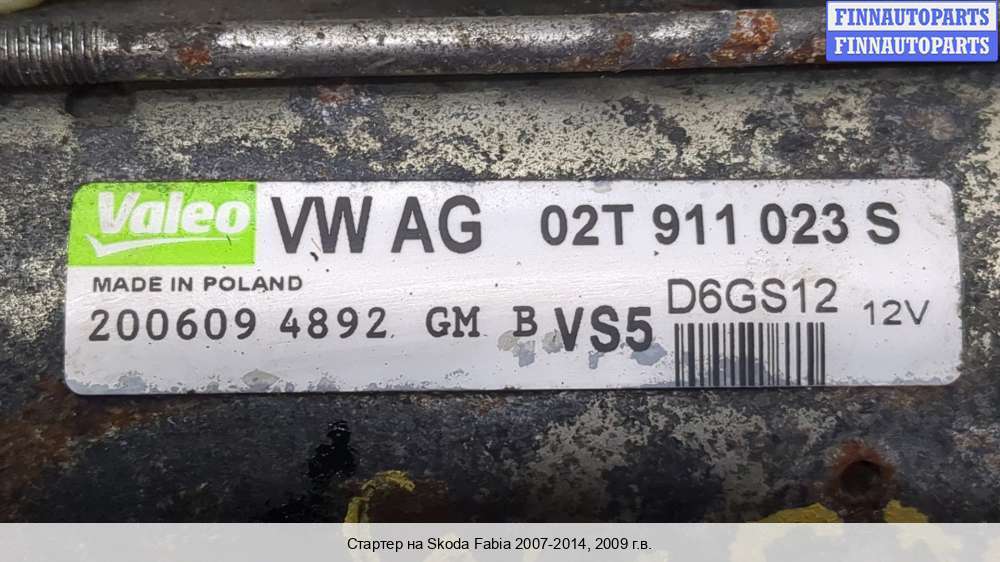 FINNAUTOPARTS
FINNAUTOPARTS
Valeo VW AG 02T 911 023 S
MADE IN POLAND
200609 4892 GM B VS5 D6GS12 12V
Стартер на Skoda Fabia 2007-2014, 2009 г.в.